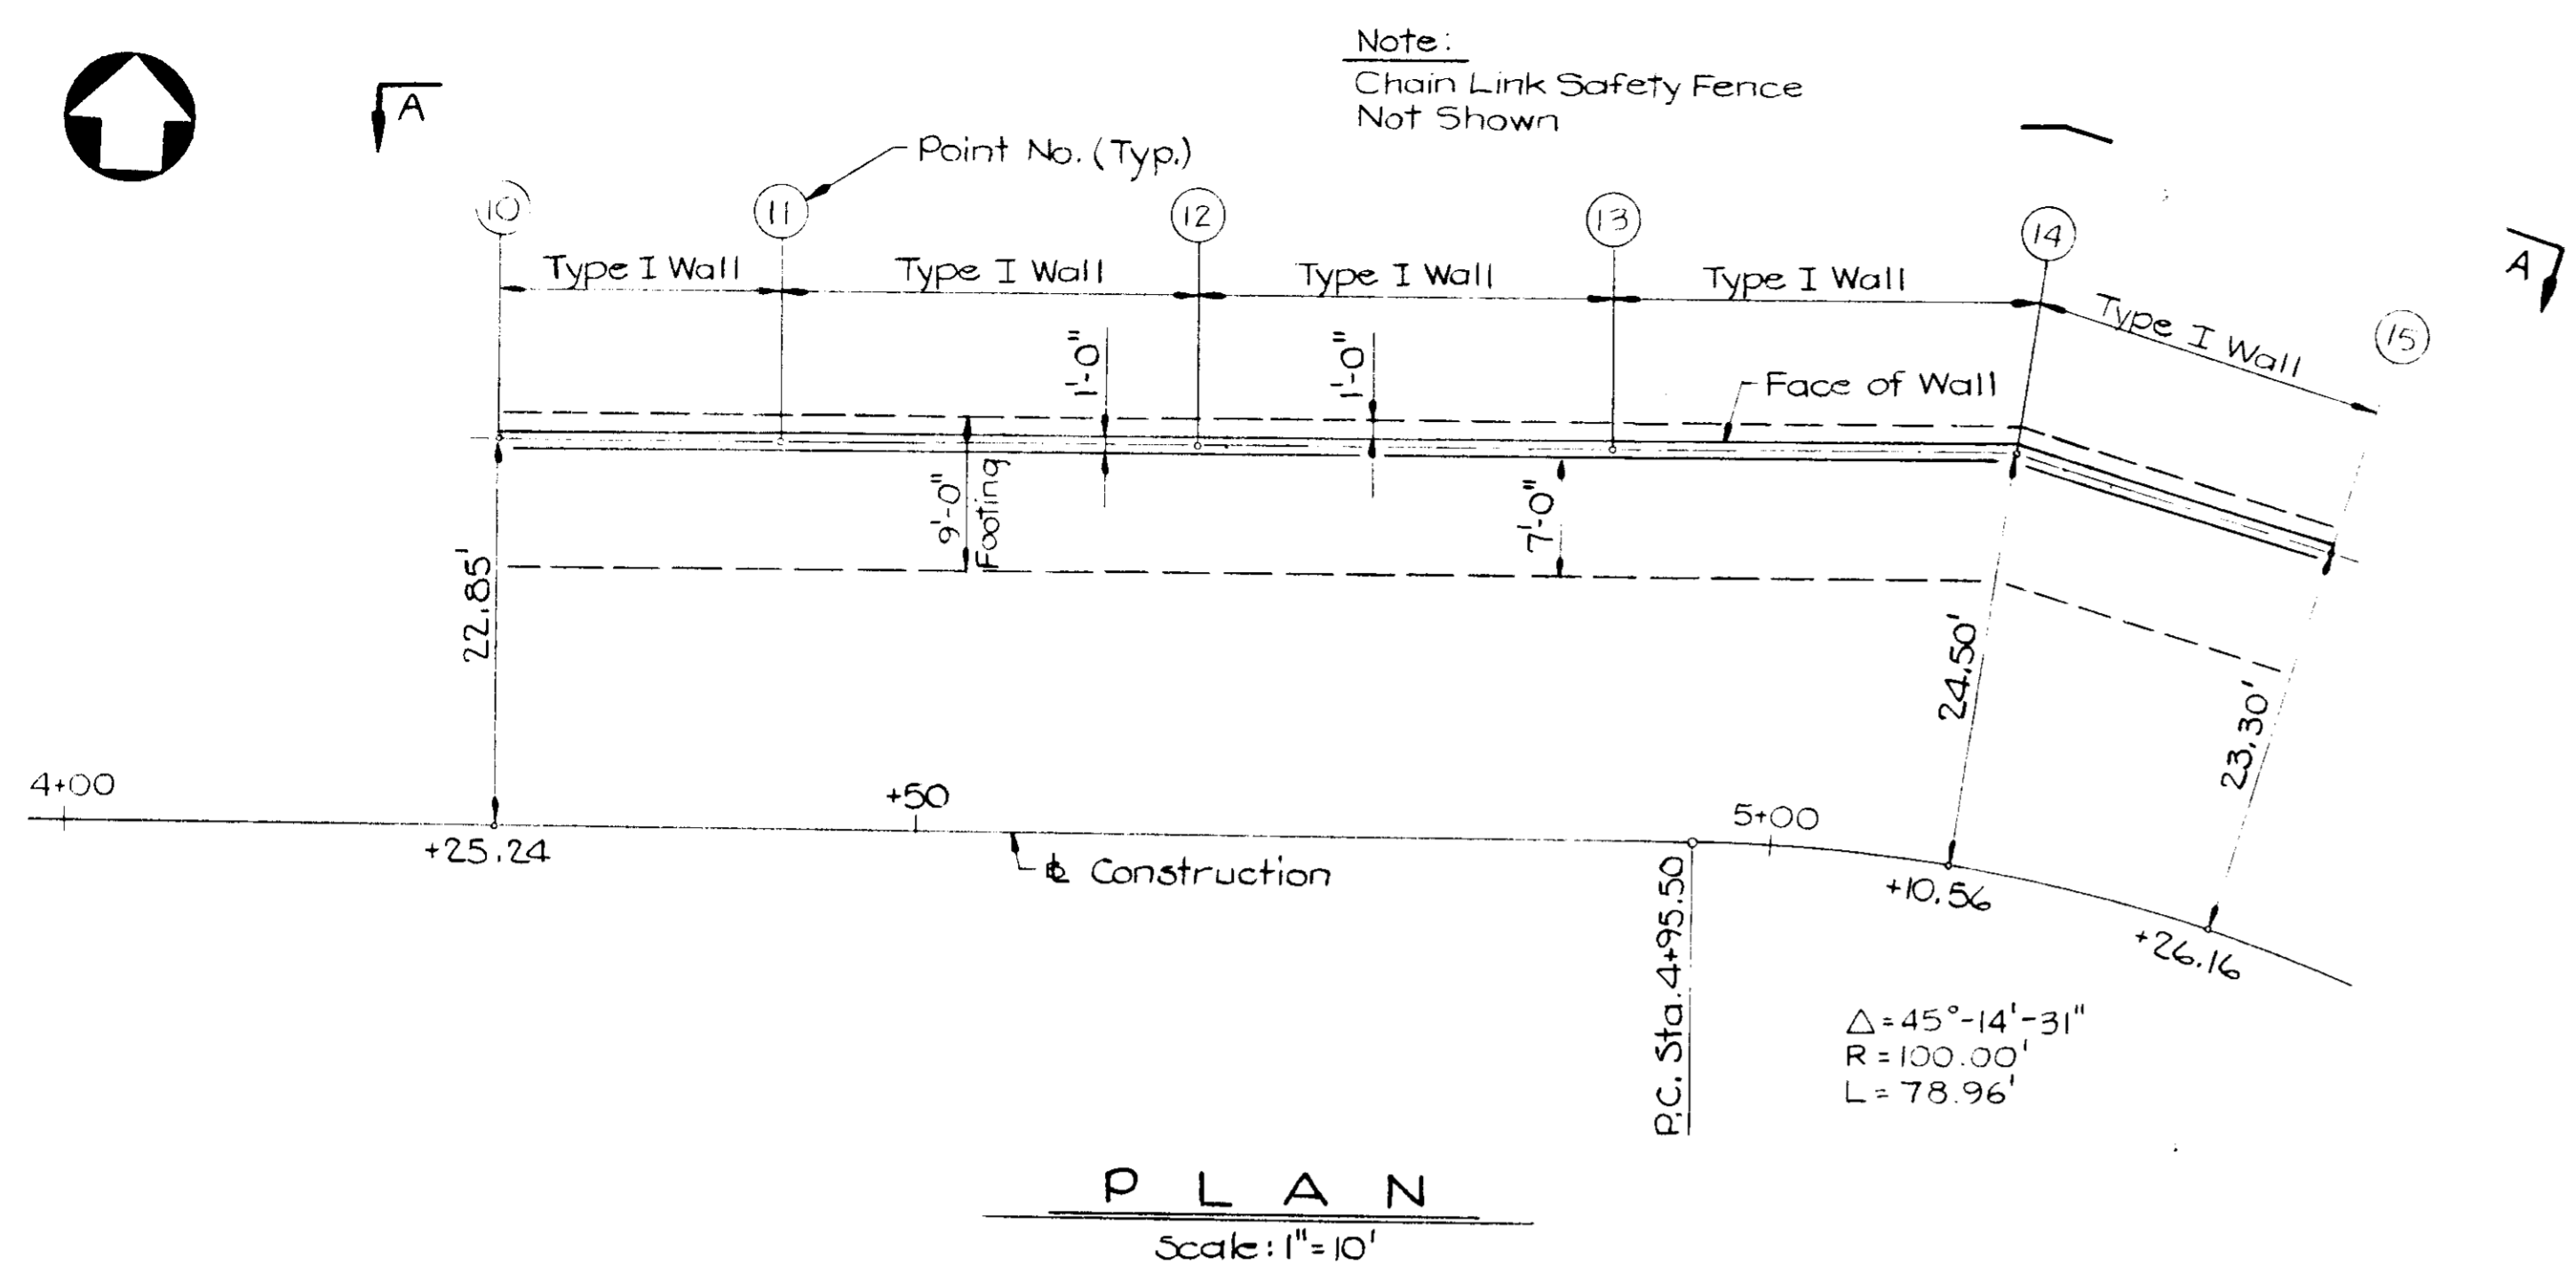 Note:
Chain Link Safety Fence
Not Shown
A
Point No. (Typ.)
10
11
12
13
14
15
A
Type I Wall
Type I Wall
Type I Wall
Type I Wall
Type I Wall
1'-0"
1'-0"
Face of Wall
9'-0"
Footing
7'-0"
22.85'
24.50'
23.30'
4+00
+25.24
+50
℄ Construction
5+00
+10.56
+26.16
P.C. Sta. 4+95.50
Δ=45°-14'-31"
R=100.00'
L=78.96'
PLAN
Scale: 1"=10'